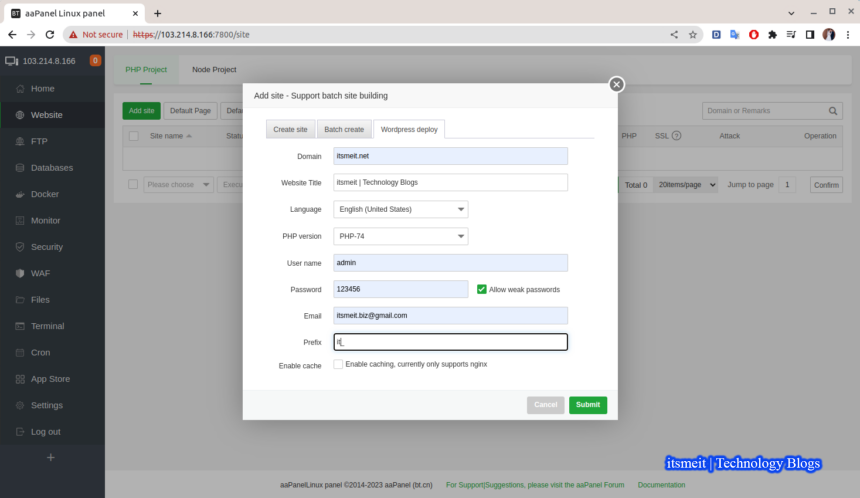 BT aaPanel Linux panel
Not secure https://103.214.8.166:7800/site
103.214.8.166 0
Home
Website
FTP
Databases
Docker
Monitor
Security
WAF
Files
Terminal
Cron
App Store
Settings
Log out
PHP Project Node Project
Add site Default Page Defa Domain or Remarks
Site name Statu PHP SSL ? Attack Operation
Please choose Execu Total 0 20items/page Jump to page 1 Confirm
Add site - Support batch site building
Create site Batch create Wordpress deploy
Domain itsmeit.net
Website Title itsmeit | Technology Blogs
Language English (United States)
PHP version PHP-74
User name admin
Password 123456 Allow weak passwords
Email itsmeit.biz@gmail.com
Prefix it_
Enable cache Enable caching, currently only supports nginx
Cancel Submit
itsmeit | Technology Blogs
aaPanelLinux panel ©2014-2023 aaPanel (bt.cn) For Support|Suggestions, please visit the aaPanel Forum Documentation